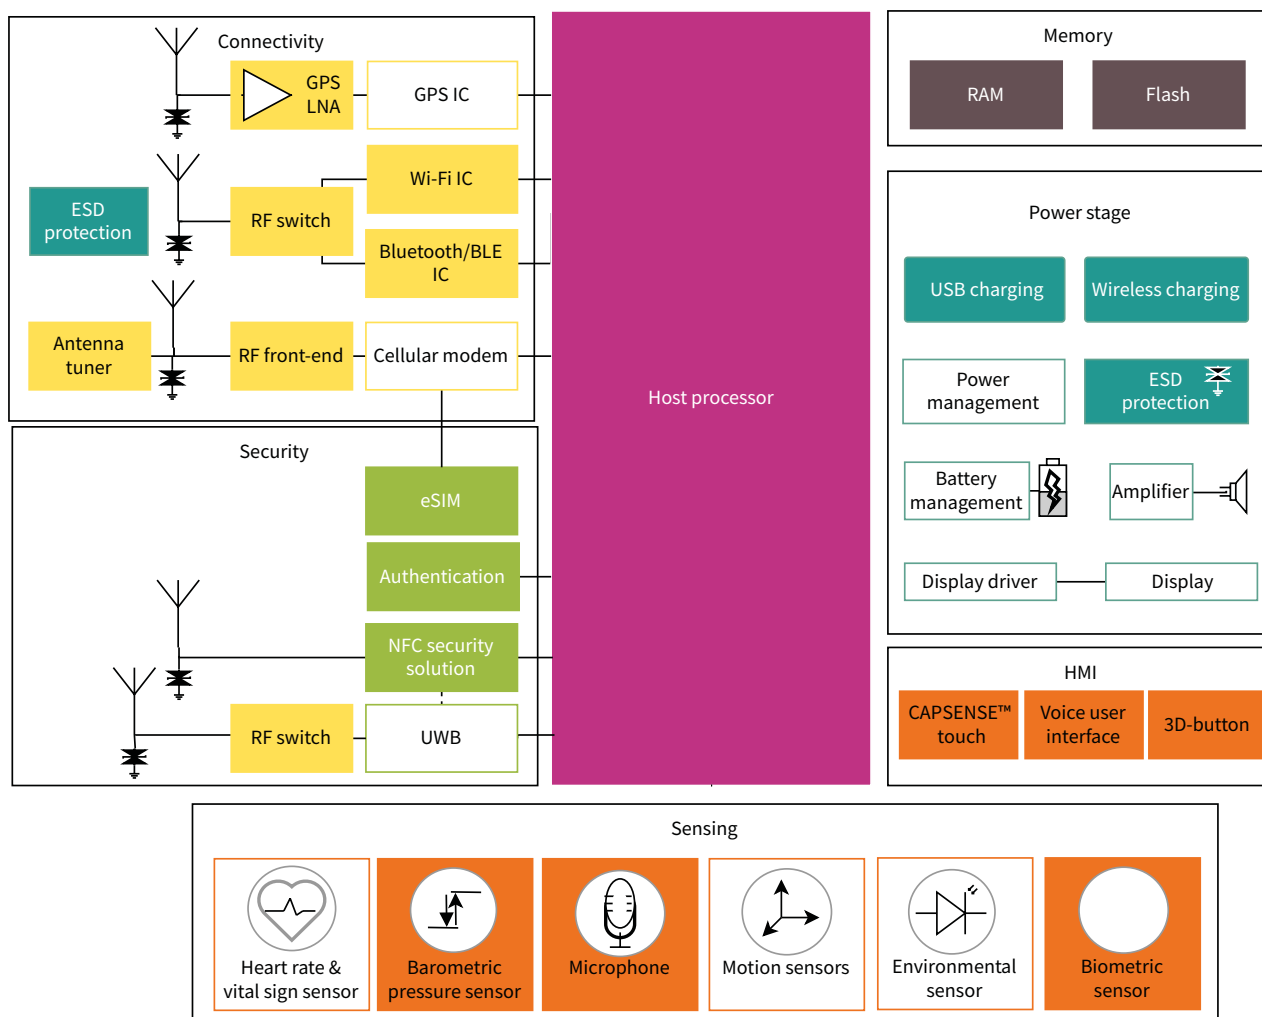 Connectivity
GPS
LNA
GPS IC
ESD
protection
RF switch
Wi-Fi IC
Bluetooth/BLE
IC
Antenna
tuner
RF front-end
Cellular modem
Security
eSIM
Authentication
NFC security
solution
RF switch
UWB
Host processor
Memory
RAM
Flash
Power stage
USB charging
Wireless charging
Power
management
ESD
protection
Battery
management
Amplifier
Display driver
Display
HMI
CAPSENSE™
touch
Voice user
interface
3D-button
Sensing
Heart rate &
vital sign sensor
Barometric
pressure sensor
Microphone
Motion sensors
Environmental
sensor
Biometric
sensor